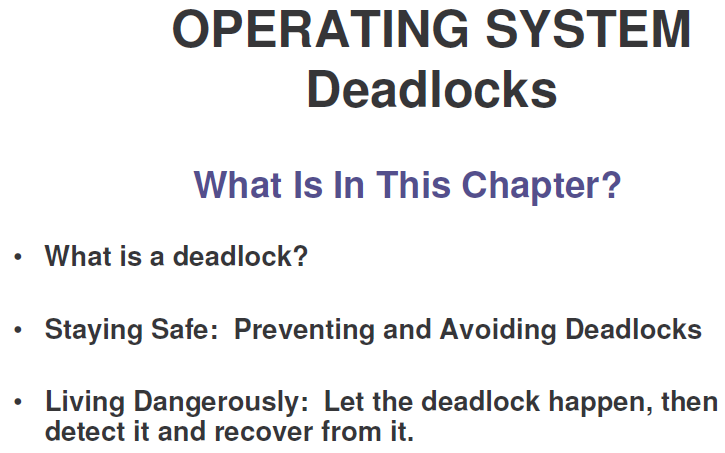 OPERATING SYSTEM
Deadlocks
What Is In This Chapter?
• What is a deadlock?
• Staying Safe:  Preventing and Avoiding Deadlocks
• Living Dangerously:  Let the deadlock happen, then
detect it and recover from it.